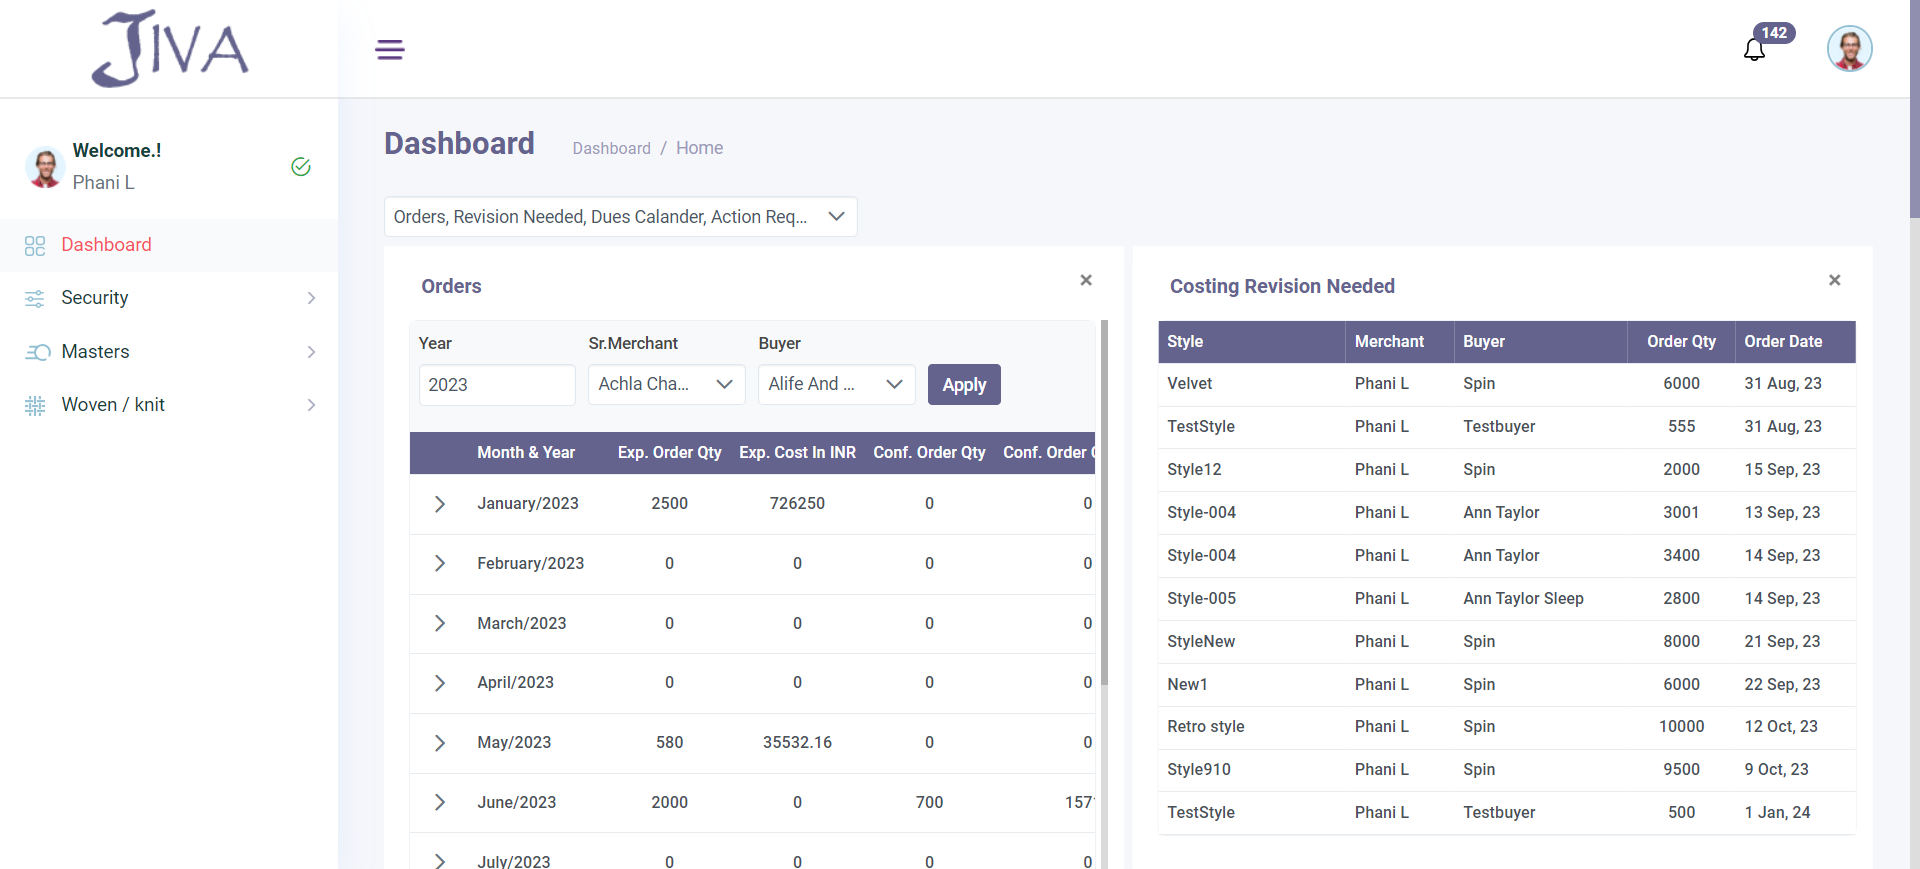 JIVA
142
Welcome.!
Phani L
Dashboard
Security
Masters
Woven / knit
Dashboard
Dashboard / Home
Orders, Revision Needed, Dues Calander, Action Req...
Orders
Year Sr.Merchant Buyer
2023 Achla Cha... Alife And ... Apply
Month & Year Exp. Order Qty Exp. Cost In INR Conf. Order Qty Conf. Order
January/2023 2500 726250 0 0
February/2023 0 0 0 0
March/2023 0 0 0 0
April/2023 0 0 0 0
May/2023 580 35532.16 0 0
June/2023 2000 0 700 157
July/2023 0 0 0 0
Costing Revision Needed
Style Merchant Buyer Order Qty Order Date
Velvet Phani L Spin 6000 31 Aug, 23
TestStyle Phani L Testbuyer 555 31 Aug, 23
Style12 Phani L Spin 2000 15 Sep, 23
Style-004 Phani L Ann Taylor 3001 13 Sep, 23
Style-004 Phani L Ann Taylor 3400 14 Sep, 23
Style-005 Phani L Ann Taylor Sleep 2800 14 Sep, 23
StyleNew Phani L Spin 8000 21 Sep, 23
New1 Phani L Spin 6000 22 Sep, 23
Retro style Phani L Spin 10000 12 Oct, 23
Style910 Phani L Spin 9500 9 Oct, 23
TestStyle Phani L Testbuyer 500 1 Jan, 24